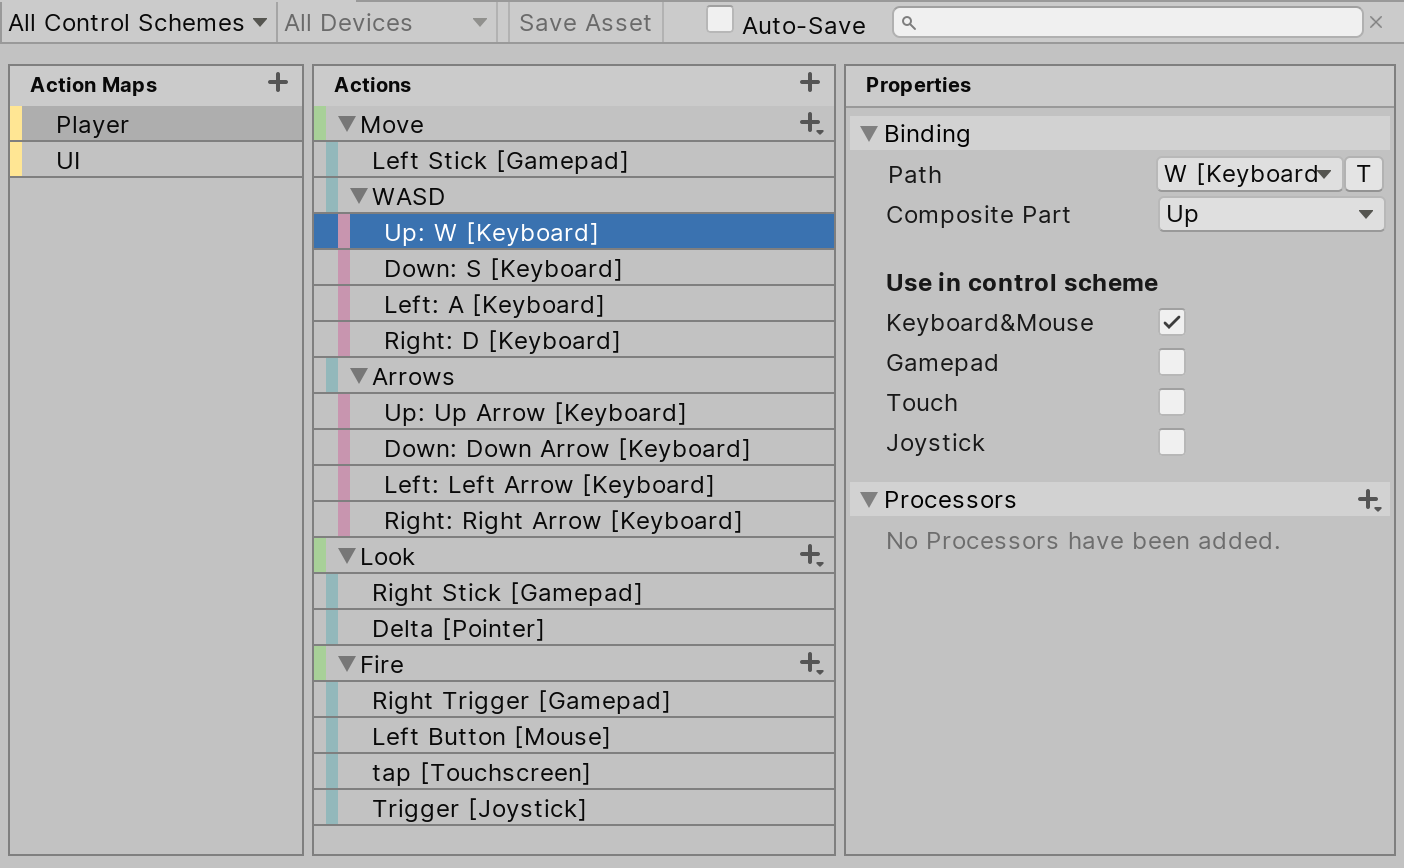 All Control Schemes All Devices Save Asset Auto-Save
Action Maps
Player
UI
Actions
Move
Left Stick [Gamepad]
WASD
Up: W [Keyboard]
Down: S [Keyboard]
Left: A [Keyboard]
Right: D [Keyboard]
Arrows
Up: Up Arrow [Keyboard]
Down: Down Arrow [Keyboard]
Left: Left Arrow [Keyboard]
Right: Right Arrow [Keyboard]
Look
Right Stick [Gamepad]
Delta [Pointer]
Fire
Right Trigger [Gamepad]
Left Button [Mouse]
tap [Touchscreen]
Trigger [Joystick]
Properties
Binding
Path W [Keyboard T
Composite Part Up
Use in control scheme
Keyboard&Mouse
Gamepad
Touch
Joystick
Processors
No Processors have been added.